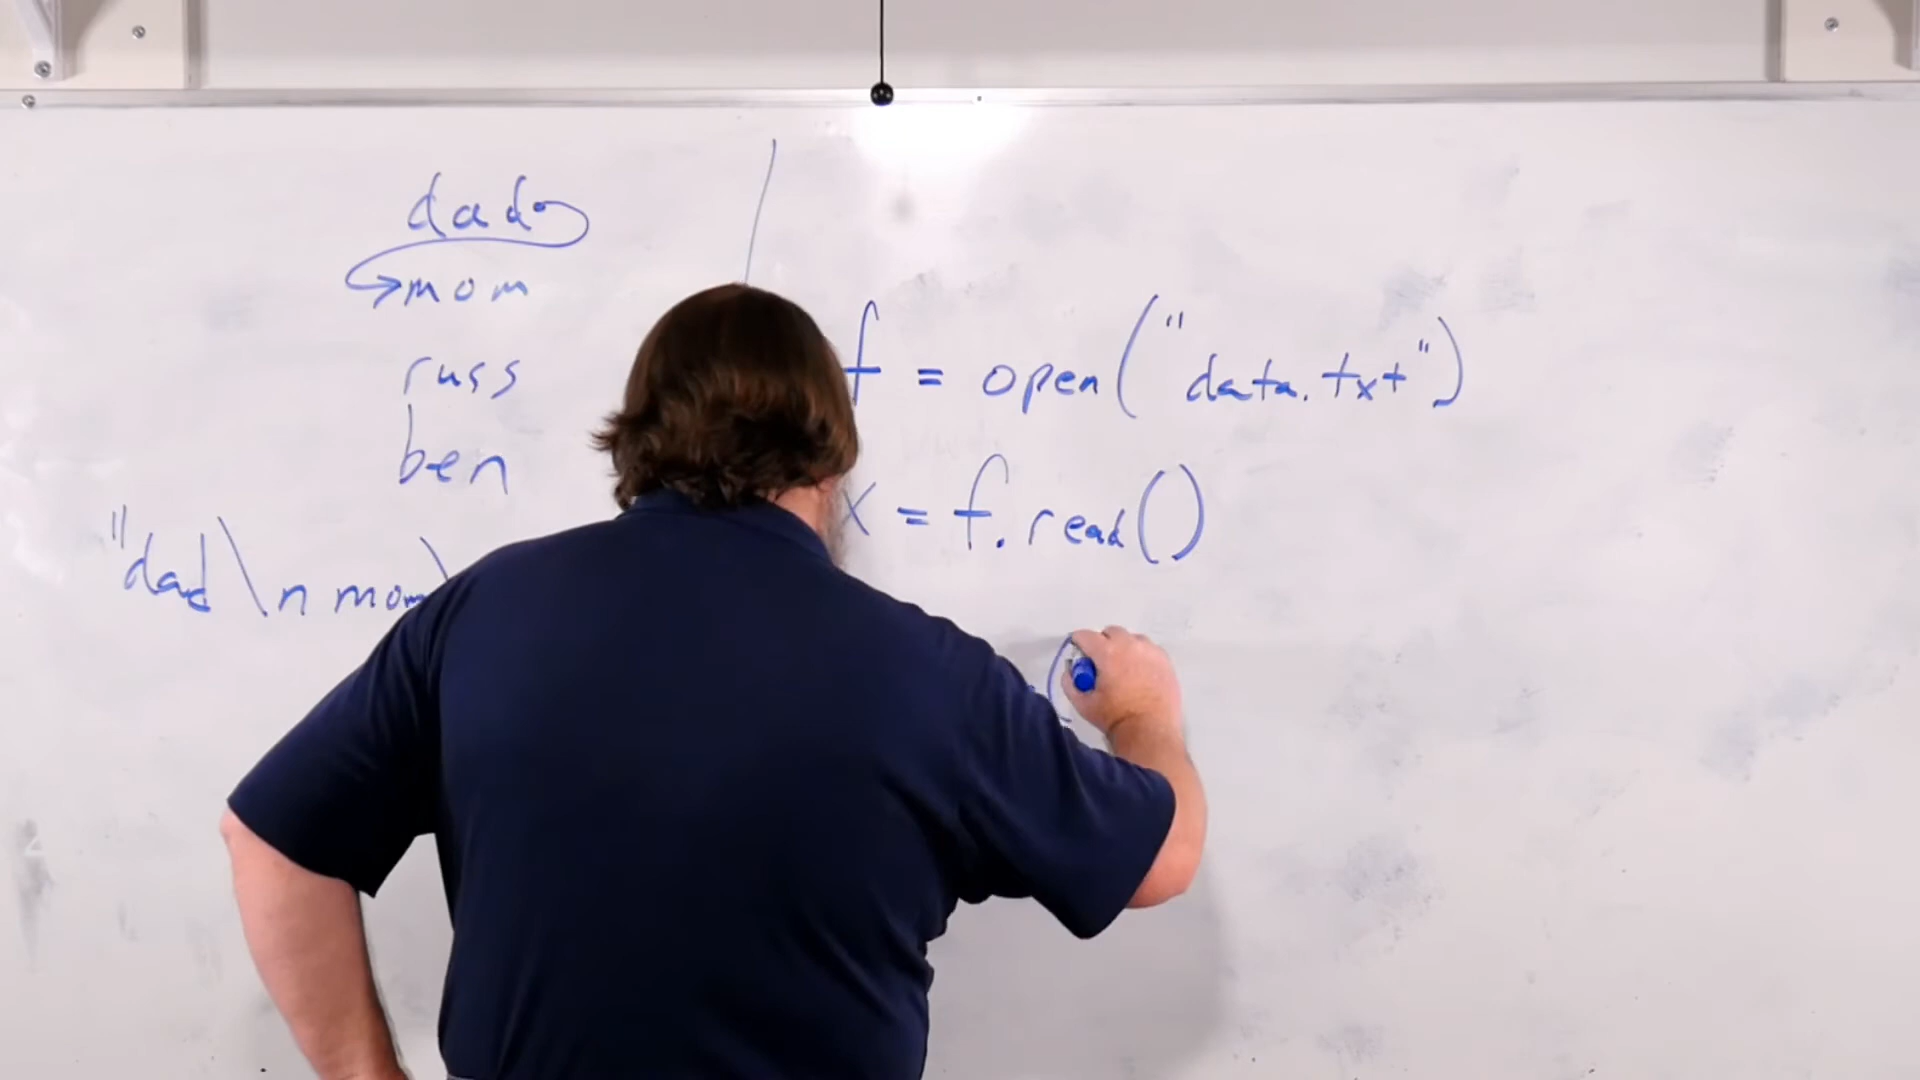 dad
mom
russ
ben
"dad\n mom\
f = open("data.txt")
x = f.read()
(